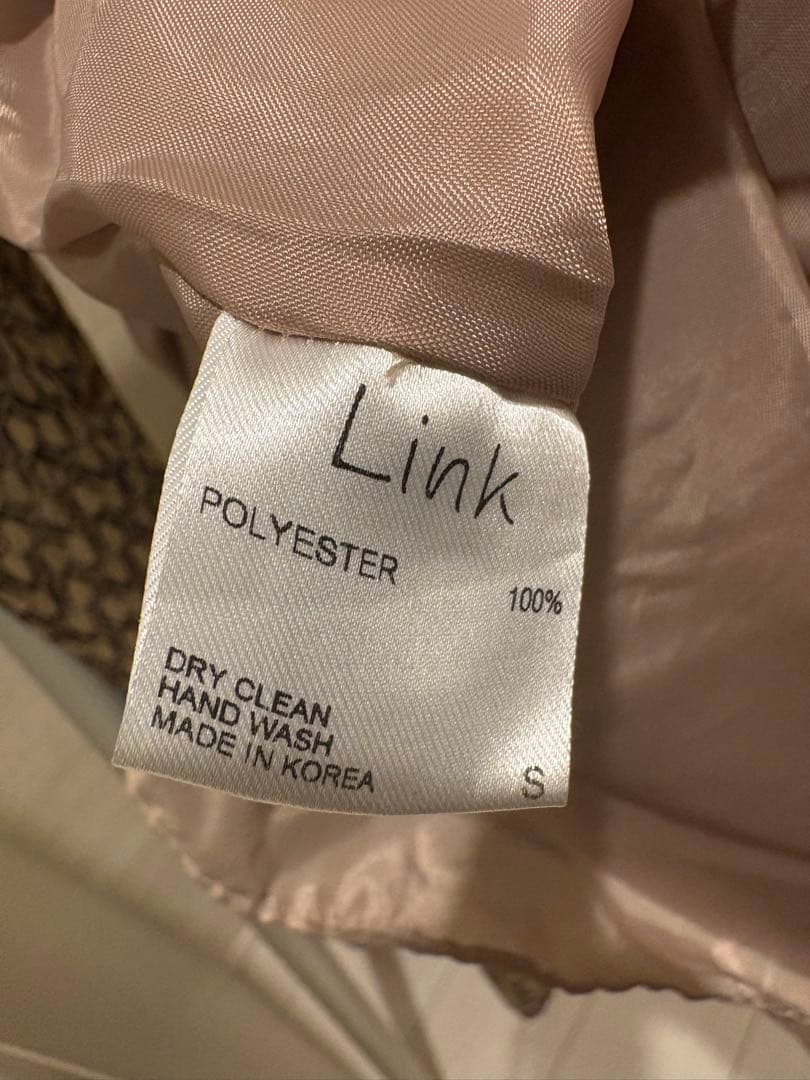 Link
POLYESTER
100%
DRY CLEAN
HAND WASH
MADE IN KOREA
S